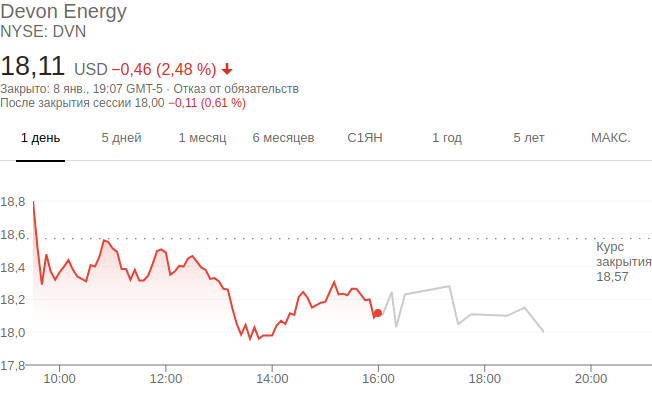 Devon Energy
NYSE: DVN
18,11 USD −0,46 (2,48 %)
Закрыто: 8 янв., 19:07 GMT-5 · Отказ от обязательств
После закрытия сессии 18,00 −0,11 (0,61 %)
1 день 5 дней 1 месяц 6 месяцев С1ЯН 1 год 5 лет МАКС.
18,8
18,6
18,4
18,2
18,0
17,8
Курс
закрытия
18,57
10:00 12:00 14:00 16:00 18:00 20:00